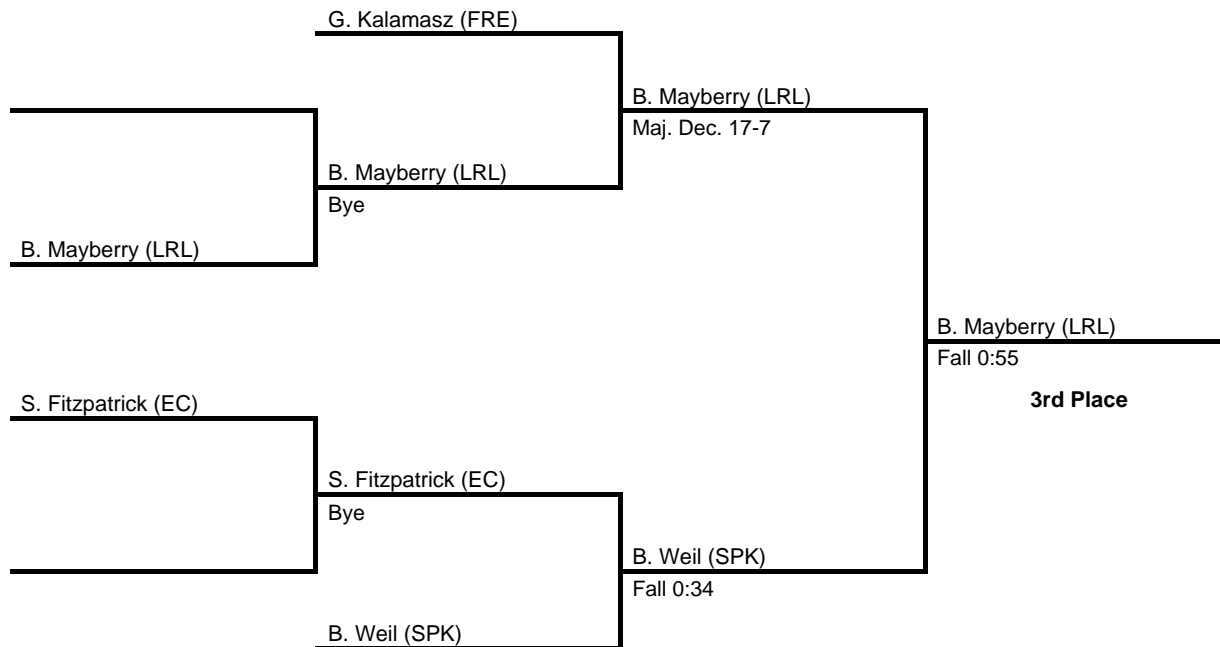 G. Kalamasz (FRE)
B. Mayberry (LRL)
Maj. Dec. 17-7
B. Mayberry (LRL)
Bye
B. Mayberry (LRL)
B. Mayberry (LRL)
Fall 0:55
3rd Place
S. Fitzpatrick (EC)
S. Fitzpatrick (EC)
Bye
B. Weil (SPK)
Fall 0:34
B. Weil (SPK)